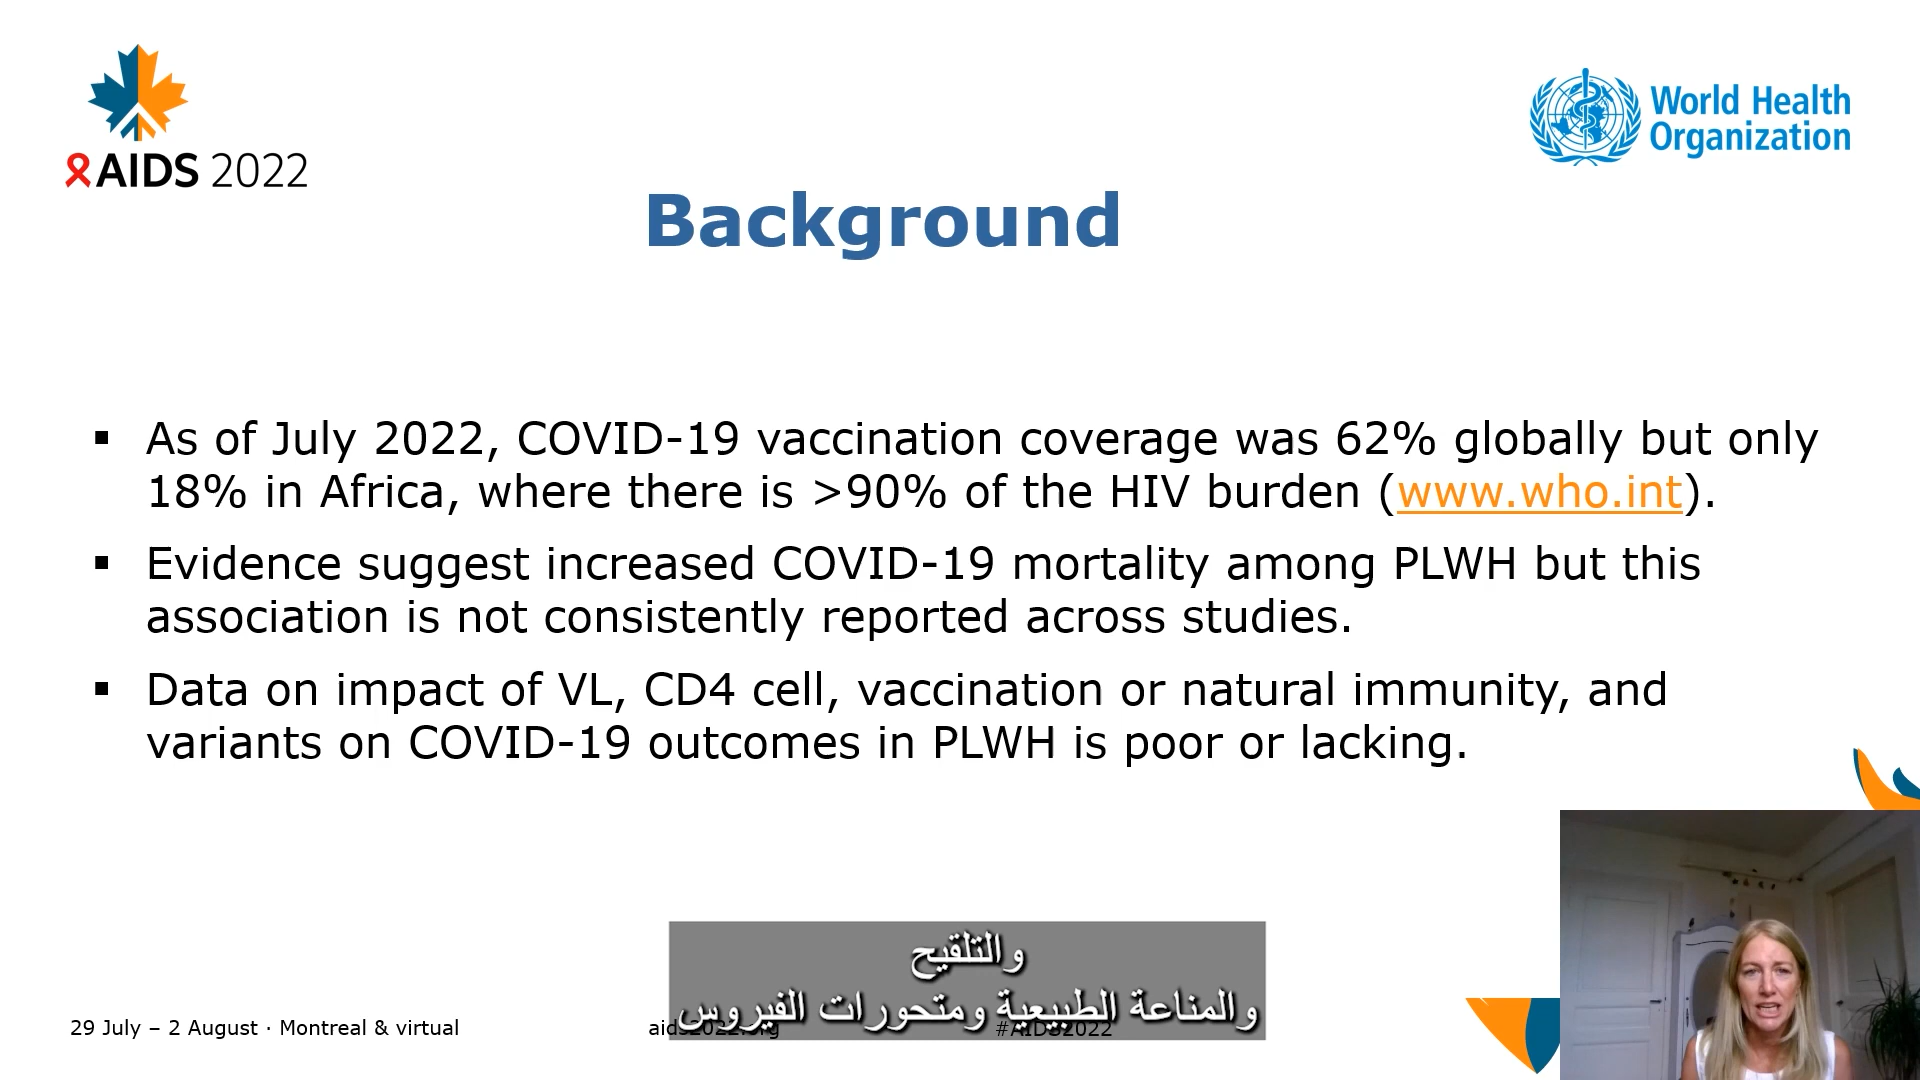 AIDS 2022
World Health
Organization
Background
▪ As of July 2022, COVID-19 vaccination coverage was 62% globally but only
18% in Africa, where there is >90% of the HIV burden (www.who.int).
▪ Evidence suggest increased COVID-19 mortality among PLWH but this
association is not consistently reported across studies.
▪ Data on impact of VL, CD4 cell, vaccination or natural immunity, and
variants on COVID-19 outcomes in PLWH is poor or lacking.
والتلقيح
والمناعة الطبيعية ومتحورات الفيروس
29 July – 2 August · Montreal & virtual
aids2022.org
#AIDS2022